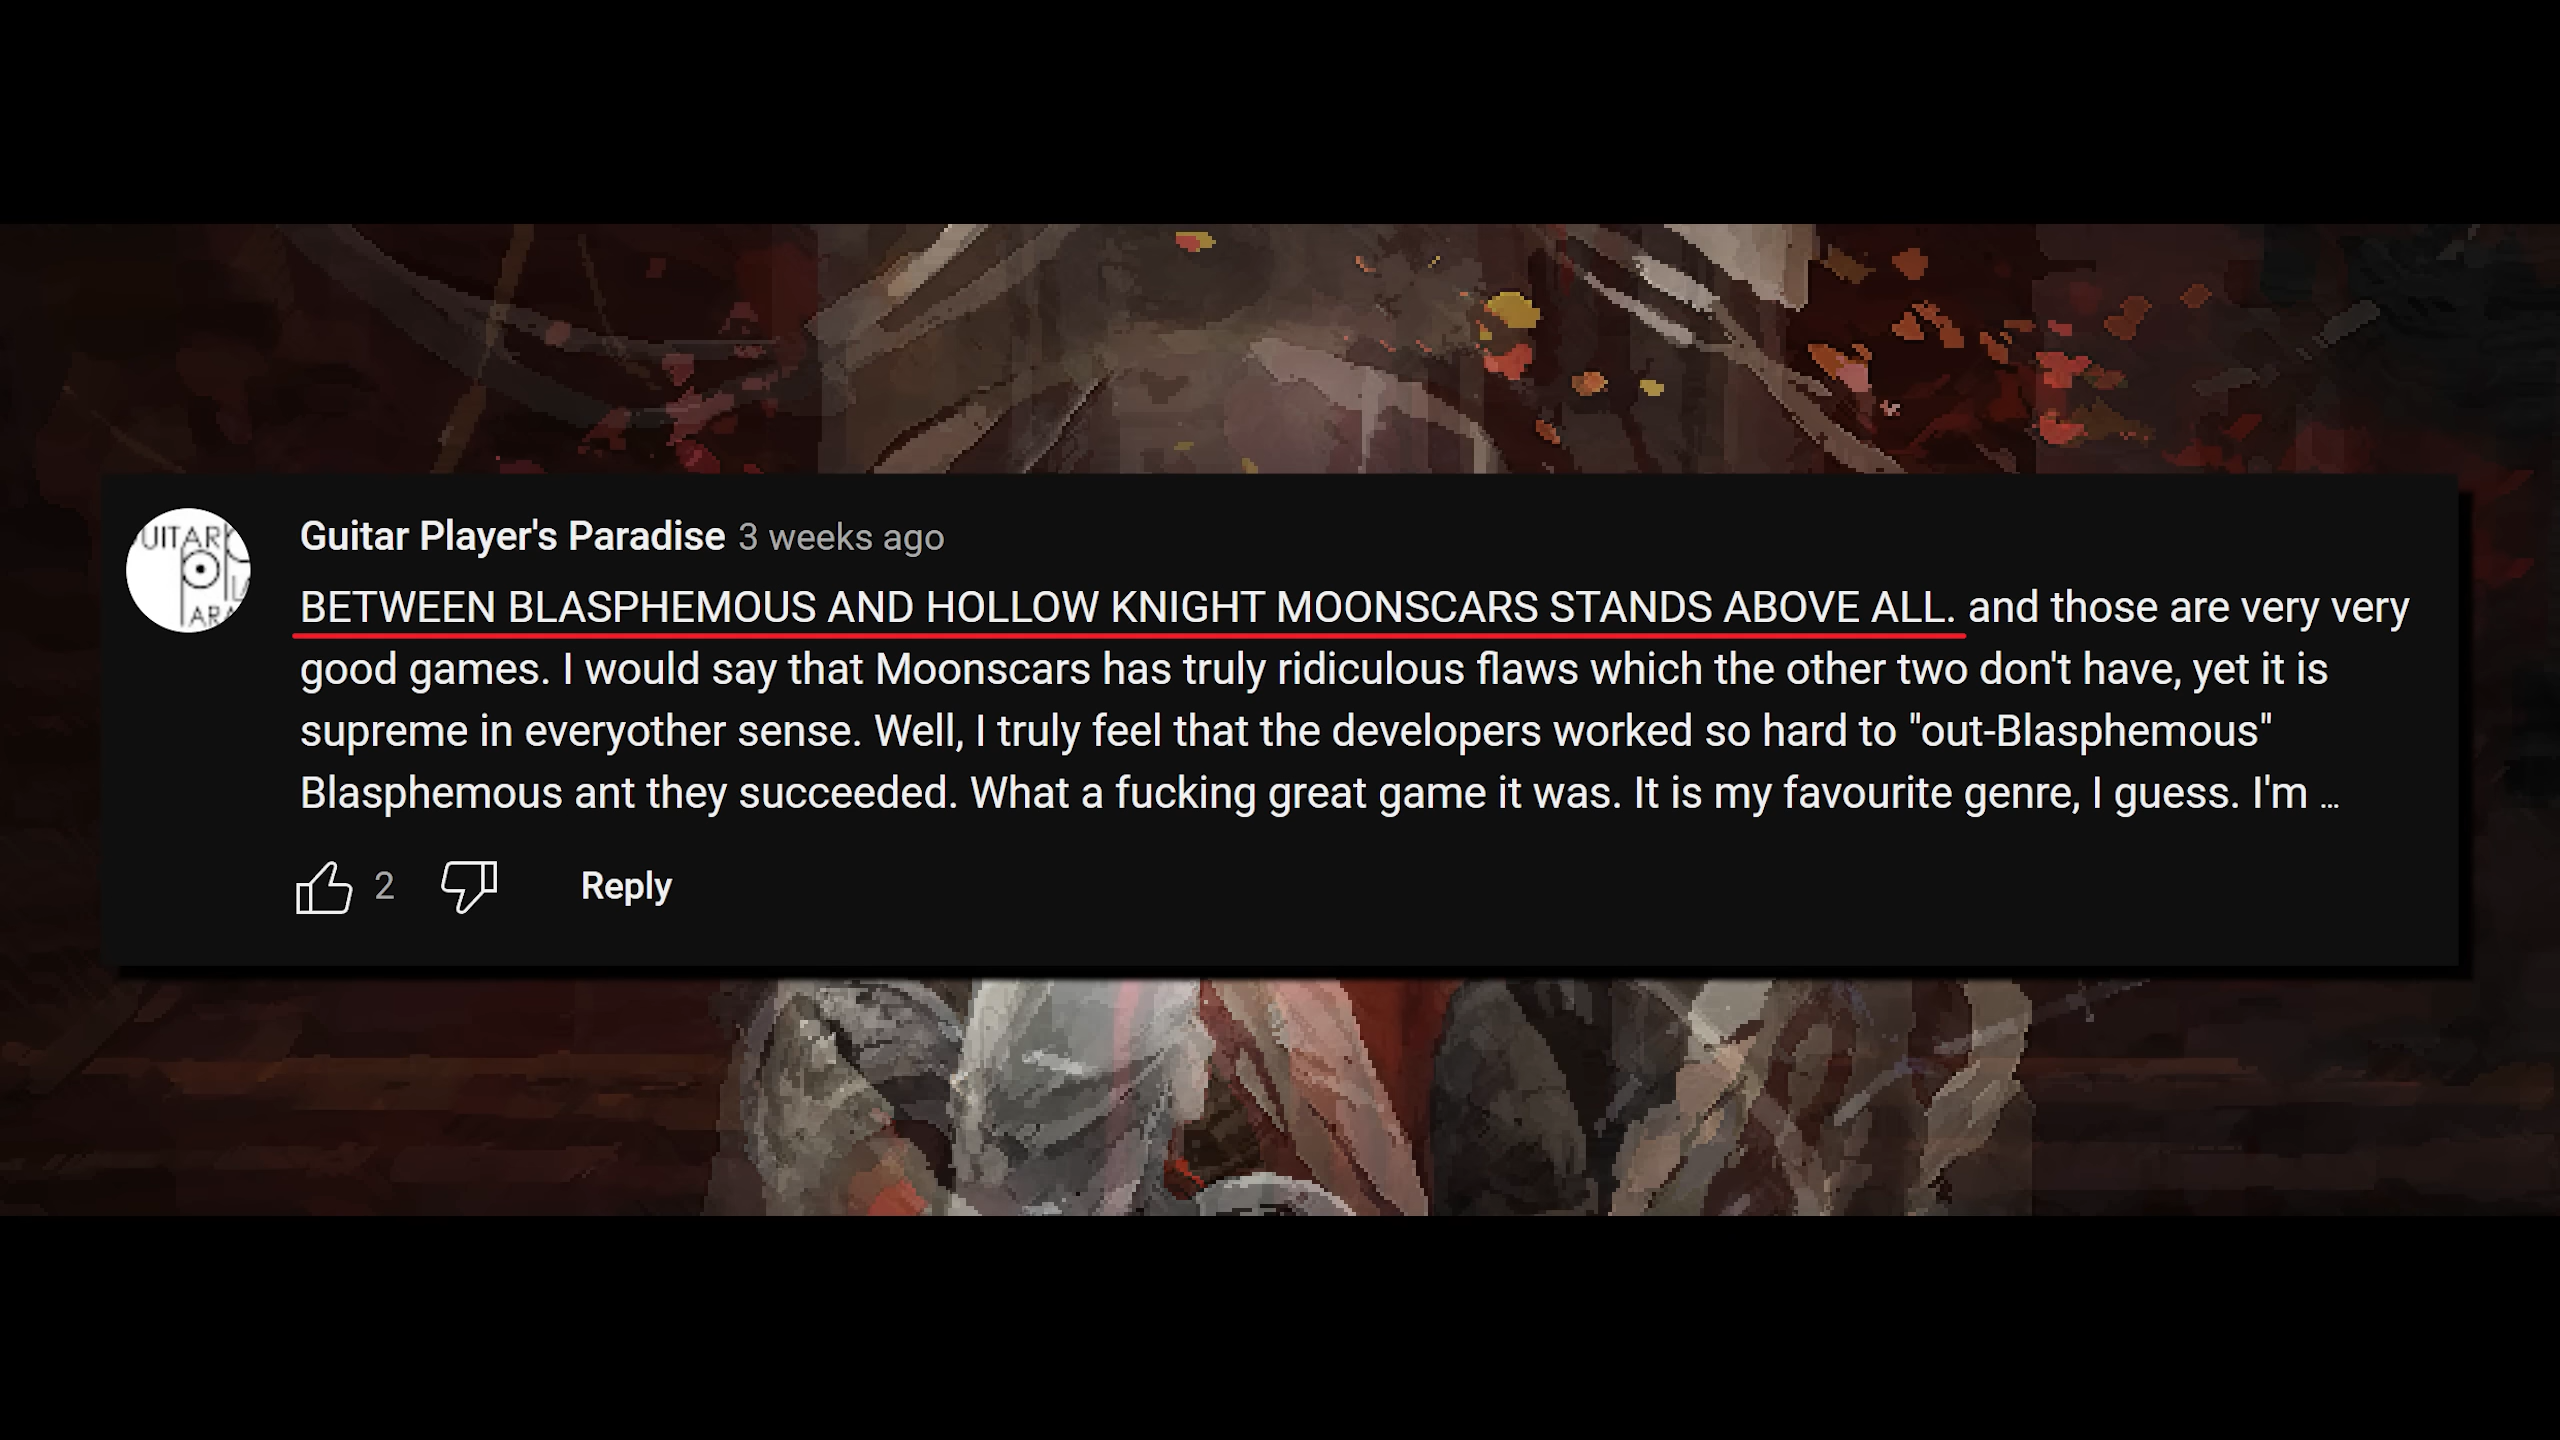 Guitar Player's Paradise 3 weeks ago
BETWEEN BLASPHEMOUS AND HOLLOW KNIGHT MOONSCARS STANDS ABOVE ALL. and those are very very
good games. I would say that Moonscars has truly ridiculous flaws which the other two don't have, yet it is
supreme in everyother sense. Well, I truly feel that the developers worked so hard to "out-Blasphemous"
Blasphemous ant they succeeded. What a fucking great game it was. It is my favourite genre, I guess. I'm ...
2 Reply